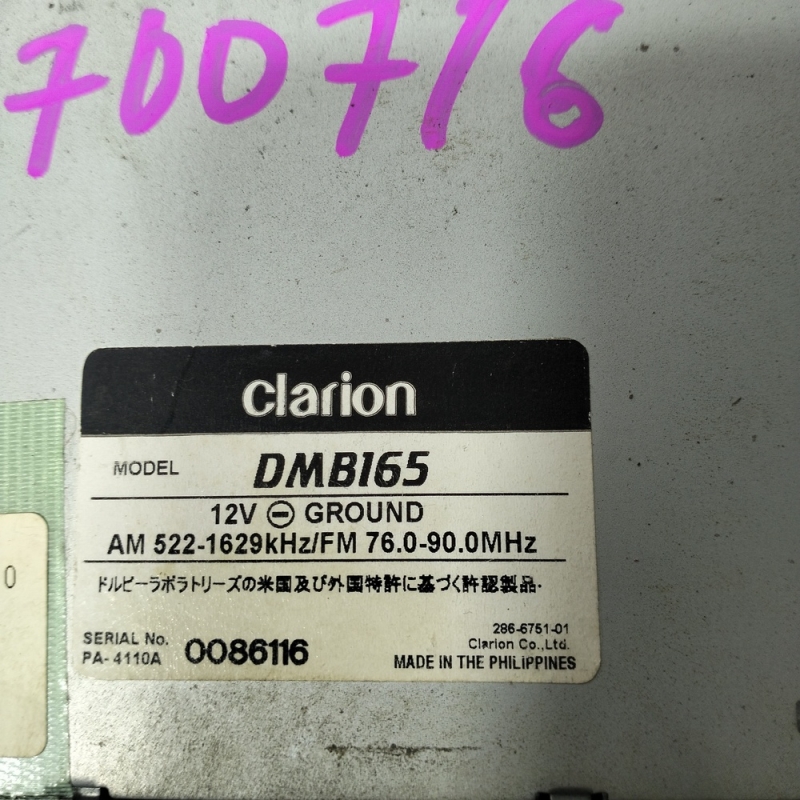 700716
clarion
MODEL DMB165
12V ⊖ GROUND
AM 522-1629kHz/FM 76.0-90.0MHz
ドルビーラボラトリーズの米国及び外国特許に基づく許認製品.
0
SERIAL No.
PA-4110A
0086116
286-6751-01
Clarion Co.,Ltd.
MADE IN THE PHILIPPINES